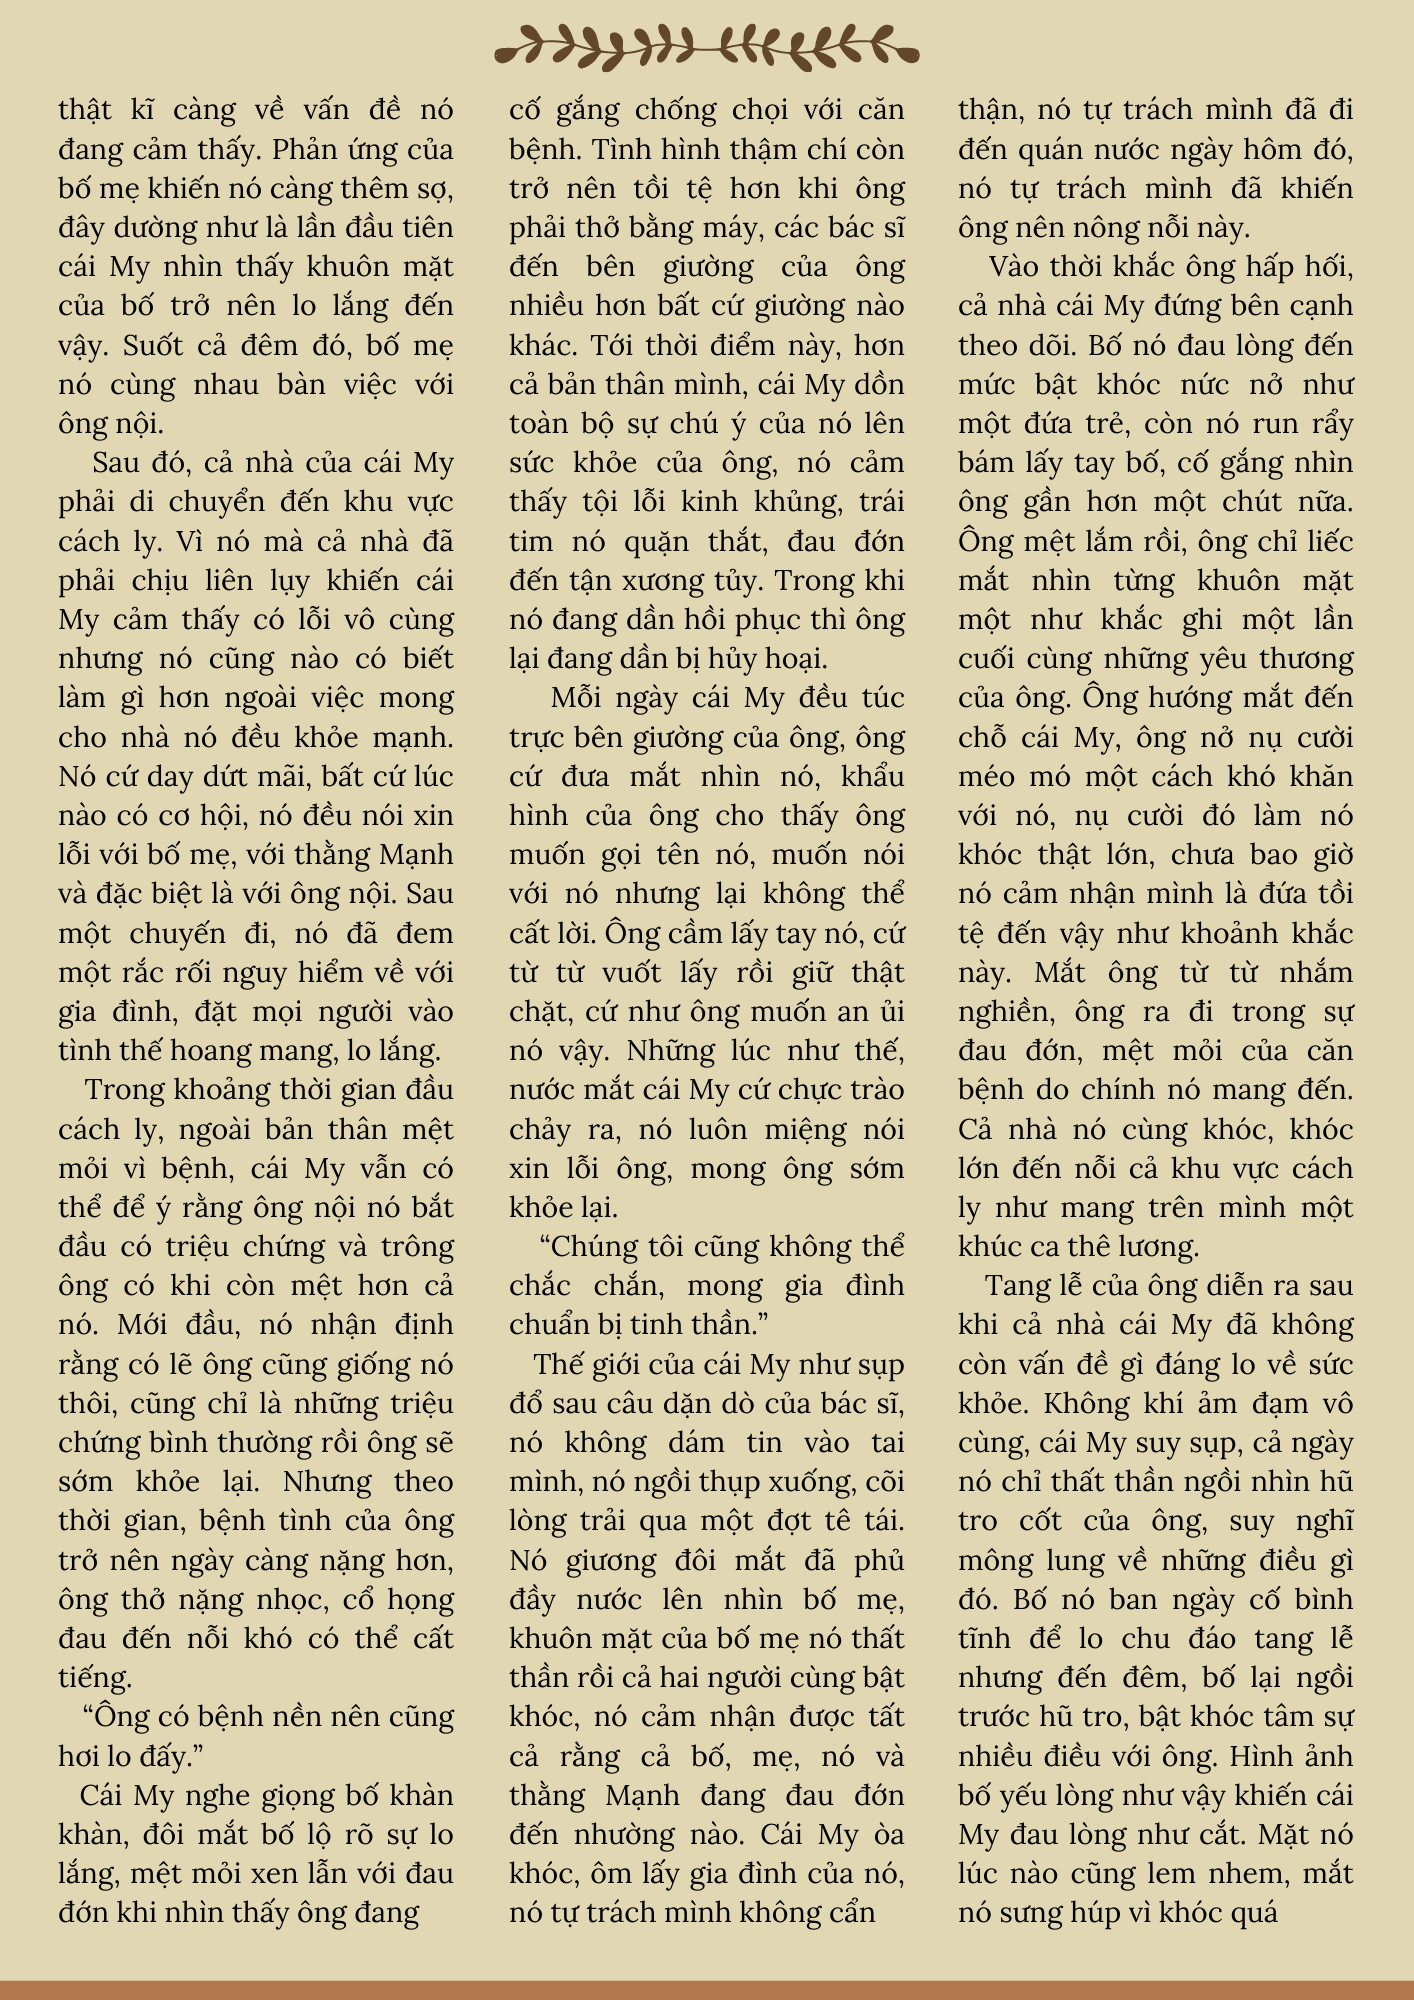 thật kĩ càng về vấn đề nó
đang cảm thấy. Phản ứng của
bố mẹ khiến nó càng thêm sợ,
đây dường như là lần đầu tiên
cái My nhìn thấy khuôn mặt
của bố trở nên lo lắng đến
vậy. Suốt cả đêm đó, bố mẹ
nó cùng nhau bàn việc với
ông nội.
Sau đó, cả nhà của cái My
phải di chuyển đến khu vực
cách ly. Vì nó mà cả nhà đã
phải chịu liên lụy khiến cái
My cảm thấy có lỗi vô cùng
nhưng nó cũng nào có biết
làm gì hơn ngoài việc mong
cho nhà nó đều khỏe mạnh.
Nó cứ day dứt mãi, bất cứ lúc
nào có cơ hội, nó đều nói xin
lỗi với bố mẹ, với thằng Mạnh
và đặc biệt là với ông nội. Sau
một chuyến đi, nó đã đem
một rắc rối nguy hiểm về với
gia đình, đặt mọi người vào
tình thế hoang mang, lo lắng.
Trong khoảng thời gian đầu
cách ly, ngoài bản thân mệt
mỏi vì bệnh, cái My vẫn có
thể để ý rằng ông nội nó bắt
đầu có triệu chứng và trông
ông có khi còn mệt hơn cả
nó. Mới đầu, nó nhận định
rằng có lẽ ông cũng giống nó
thôi, cũng chỉ là những triệu
chứng bình thường rồi ông sẽ
sớm khỏe lại. Nhưng theo
thời gian, bệnh tình của ông
trở nên ngày càng nặng hơn,
ông thở nặng nhọc, cổ họng
đau đến nỗi khó có thể cất
tiếng.
“Ông có bệnh nền nên cũng
hơi lo đấy.”
Cái My nghe giọng bố khàn
khàn, đôi mắt bố lộ rõ sự lo
lắng, mệt mỏi xen lẫn với đau
đớn khi nhìn thấy ông đang
cố gắng chống chọi với căn
bệnh. Tình hình thậm chí còn
trở nên tồi tệ hơn khi ông
phải thở bằng máy, các bác sĩ
đến bên giường của ông
nhiều hơn bất cứ giường nào
khác. Tới thời điểm này, hơn
cả bản thân mình, cái My dồn
toàn bộ sự chú ý của nó lên
sức khỏe của ông, nó cảm
thấy tội lỗi kinh khủng, trái
tim nó quặn thắt, đau đớn
đến tận xương tủy. Trong khi
nó đang dần hồi phục thì ông
lại đang dần bị hủy hoại.
Mỗi ngày cái My đều túc
trực bên giường của ông, ông
cứ đưa mắt nhìn nó, khẩu
hình của ông cho thấy ông
muốn gọi tên nó, muốn nói
với nó nhưng lại không thể
cất lời. Ông cầm lấy tay nó, cứ
từ từ vuốt lấy rồi giữ thật
chặt, cứ như ông muốn an ủi
nó vậy. Những lúc như thế,
nước mắt cái My cứ chực trào
chảy ra, nó luôn miệng nói
xin lỗi ông, mong ông sớm
khỏe lại.
“Chúng tôi cũng không thể
chắc chắn, mong gia đình
chuẩn bị tinh thần.”
Thế giới của cái My như sụp
đổ sau câu dặn dò của bác sĩ,
nó không dám tin vào tai
mình, nó ngồi thụp xuống, cõi
lòng trải qua một đợt tê tái.
Nó giương đôi mắt đã phủ
đầy nước lên nhìn bố mẹ,
khuôn mặt của bố mẹ nó thất
thần rồi cả hai người cùng bật
khóc, nó cảm nhận được tất
cả rằng cả bố, mẹ, nó và
thằng Mạnh đang đau đớn
đến nhường nào. Cái My òa
khóc, ôm lấy gia đình của nó,
nó tự trách mình không cẩn
thận, nó tự trách mình đã đi
đến quán nước ngày hôm đó,
nó tự trách mình đã khiến
ông nên nông nỗi này.
Vào thời khắc ông hấp hối,
cả nhà cái My đứng bên cạnh
theo dõi. Bố nó đau lòng đến
mức bật khóc nức nở như
một đứa trẻ, còn nó run rẩy
bám lấy tay bố, cố gắng nhìn
ông gần hơn một chút nữa.
Ông mệt lắm rồi, ông chỉ liếc
mắt nhìn từng khuôn mặt
một như khắc ghi một lần
cuối cùng những yêu thương
của ông. Ông hướng mắt đến
chỗ cái My, ông nở nụ cười
méo mó một cách khó khăn
với nó, nụ cười đó làm nó
khóc thật lớn, chưa bao giờ
nó cảm nhận mình là đứa tồi
tệ đến vậy như khoảnh khắc
này. Mắt ông từ từ nhắm
nghiền, ông ra đi trong sự
đau đớn, mệt mỏi của căn
bệnh do chính nó mang đến.
Cả nhà nó cùng khóc, khóc
lớn đến nỗi cả khu vực cách
ly như mang trên mình một
khúc ca thê lương.
Tang lễ của ông diễn ra sau
khi cả nhà cái My đã không
còn vấn đề gì đáng lo về sức
khỏe. Không khí ảm đạm vô
cùng, cái My suy sụp, cả ngày
nó chỉ thất thần ngồi nhìn hũ
tro cốt của ông, suy nghĩ
mông lung về những điều gì
đó. Bố nó ban ngày cố bình
tĩnh để lo chu đáo tang lễ
nhưng đến đêm, bố lại ngồi
trước hũ tro, bật khóc tâm sự
nhiều điều với ông. Hình ảnh
bố yếu lòng như vậy khiến cái
My đau lòng như cắt. Mặt nó
lúc nào cũng lem nhem, mắt
nó sưng húp vì khóc quá